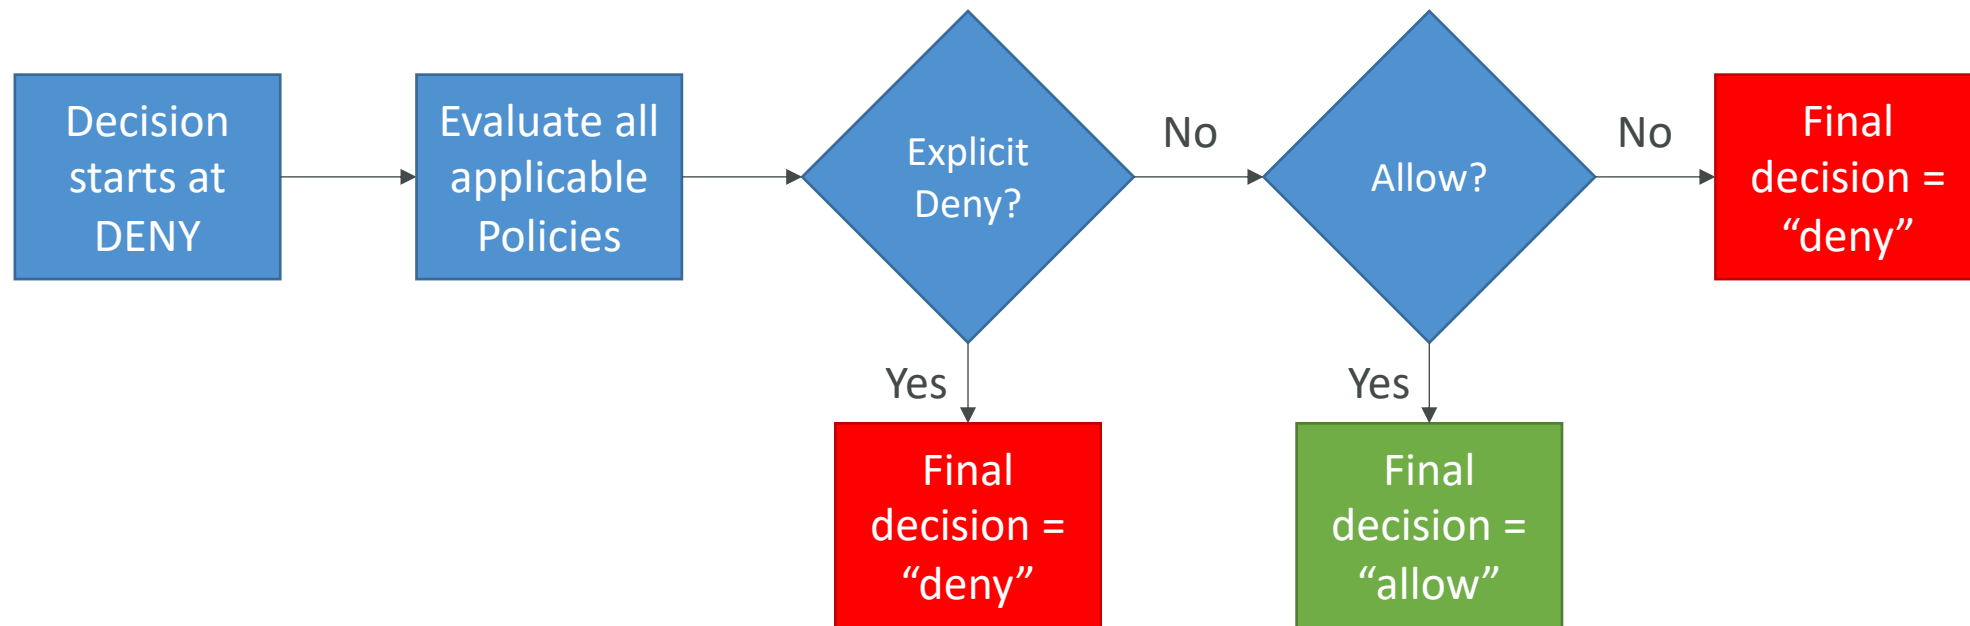 Decision
starts at
DENY
Evaluate all
applicable
Policies
Explicit
Deny?
No
Allow?
No
Final
decision =
“deny”
Yes
Final
decision =
“deny”
Yes
Final
decision =
“allow”